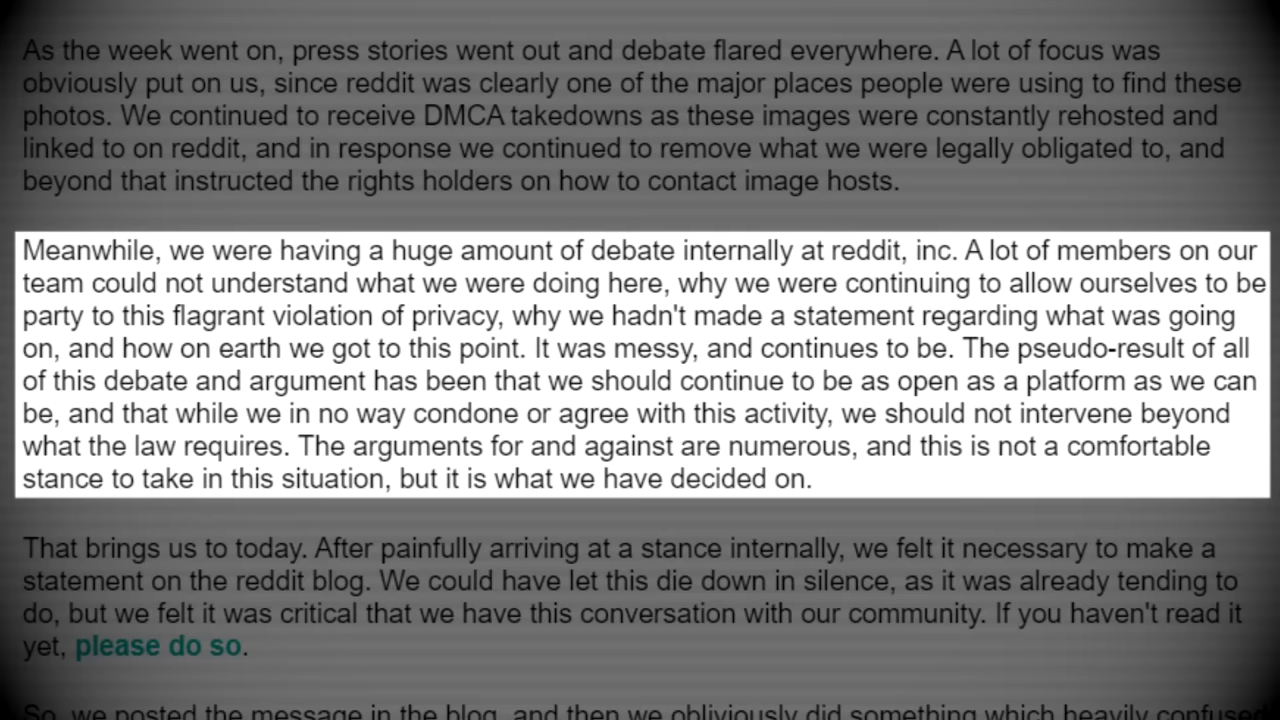 As the week went on, press stories went out and debate flared everywhere. A lot of focus was
obviously put on us, since reddit was clearly one of the major places people were using to find these
photos. We continued to receive DMCA takedowns as these images were constantly rehosted and
linked to on reddit, and in response we continued to remove what we were legally obligated to, and
beyond that instructed the rights holders on how to contact image hosts.
Meanwhile, we were having a huge amount of debate internally at reddit, inc. A lot of members on our
team could not understand what we were doing here, why we were continuing to allow ourselves to be
party to this flagrant violation of privacy, why we hadn't made a statement regarding what was going
on, and how on earth we got to this point. It was messy, and continues to be. The pseudo-result of all
of this debate and argument has been that we should continue to be as open as a platform as we can
be, and that while we in no way condone or agree with this activity, we should not intervene beyond
what the law requires. The arguments for and against are numerous, and this is not a comfortable
stance to take in this situation, but it is what we have decided on.
That brings us to today. After painfully arriving at a stance internally, we felt it necessary to make a
statement on the reddit blog. We could have let this die down in silence, as it was already tending to
do, but we felt it was critical that we have this conversation with our community. If you haven't read it
yet, please do so.
So, we posted the message in the blog, and then we obliviously did something which heavily confused